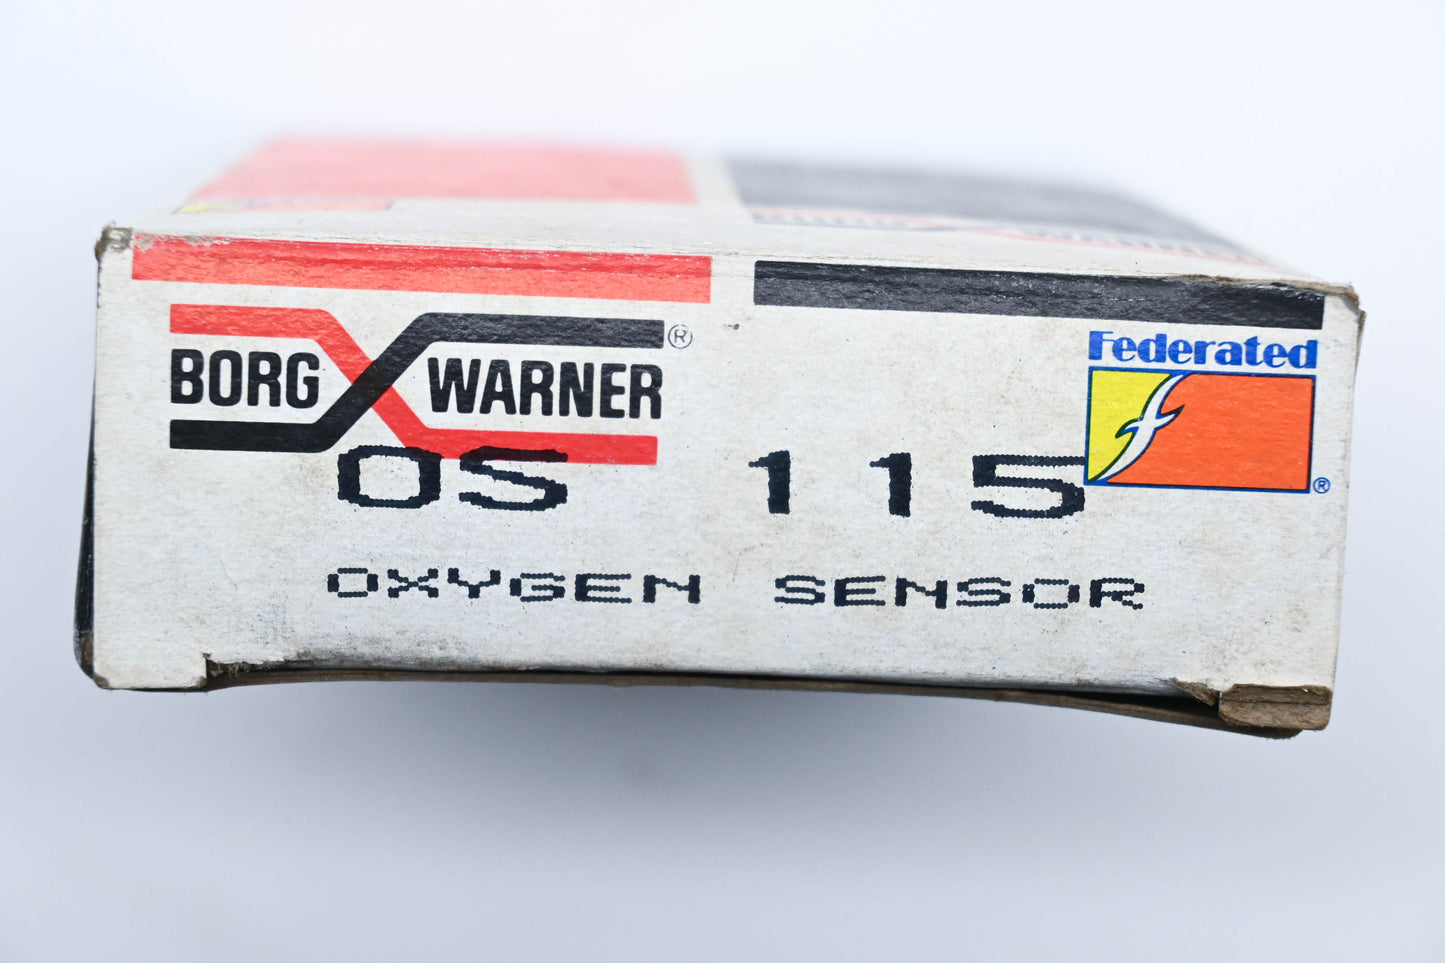 BORG WARNER ®
Federated ®
OS 115
OXYGEN SENSOR